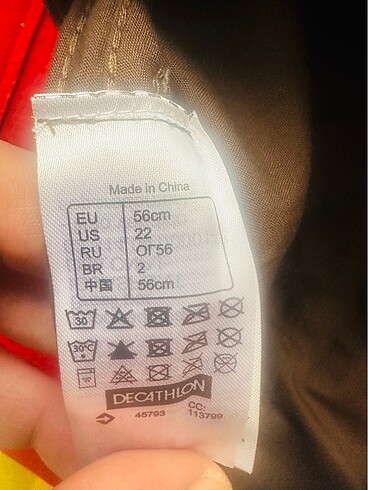 Made in China
EU 56cm
US 22
RU ОГ56
BR 2
中国 56cm
30
30°C
DECATHLON
45793 CC: 113799